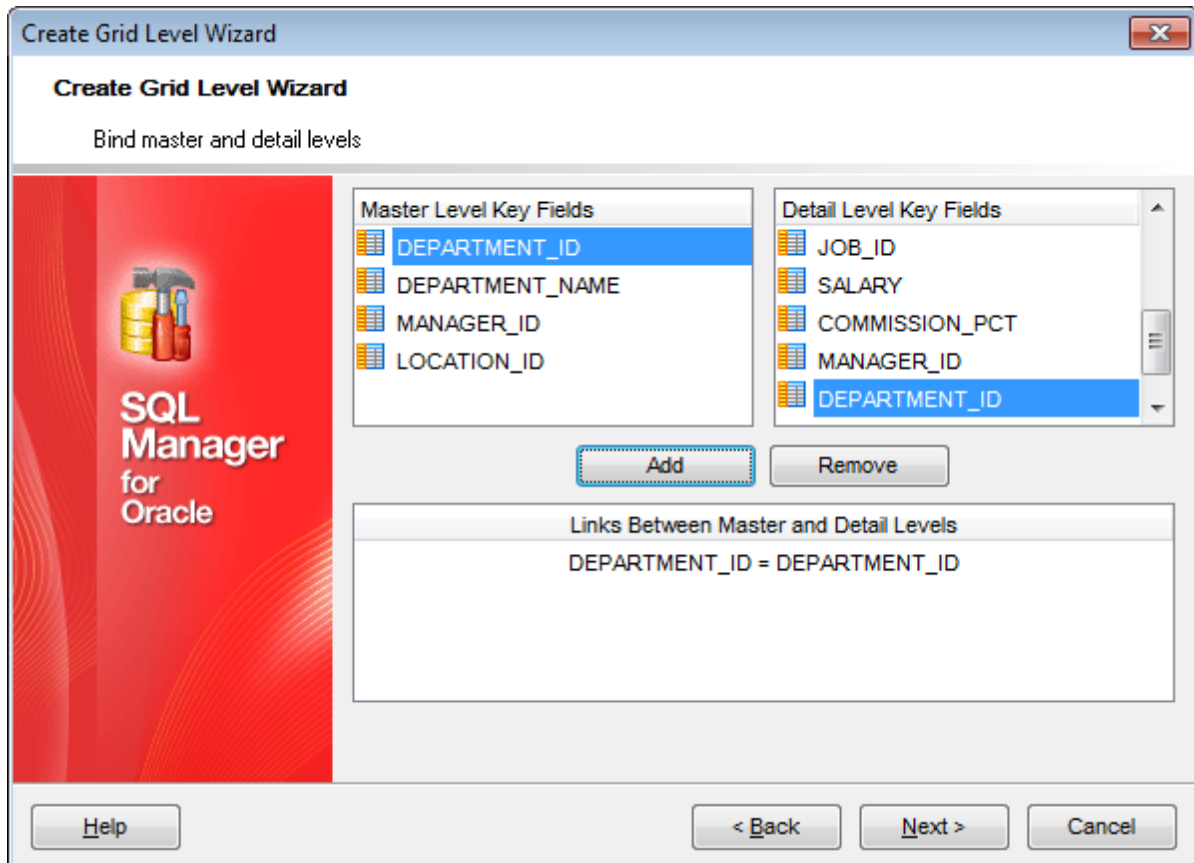 Create Grid Level Wizard
Create Grid Level Wizard
Bind master and detail levels
SQL
Manager
for
Oracle
Master Level Key Fields
DEPARTMENT_ID
DEPARTMENT_NAME
MANAGER_ID
LOCATION_ID
Detail Level Key Fields
JOB_ID
SALARY
COMMISSION_PCT
MANAGER_ID
DEPARTMENT_ID
Add
Remove
Links Between Master and Detail Levels
DEPARTMENT_ID = DEPARTMENT_ID
Help
< Back
Next >
Cancel